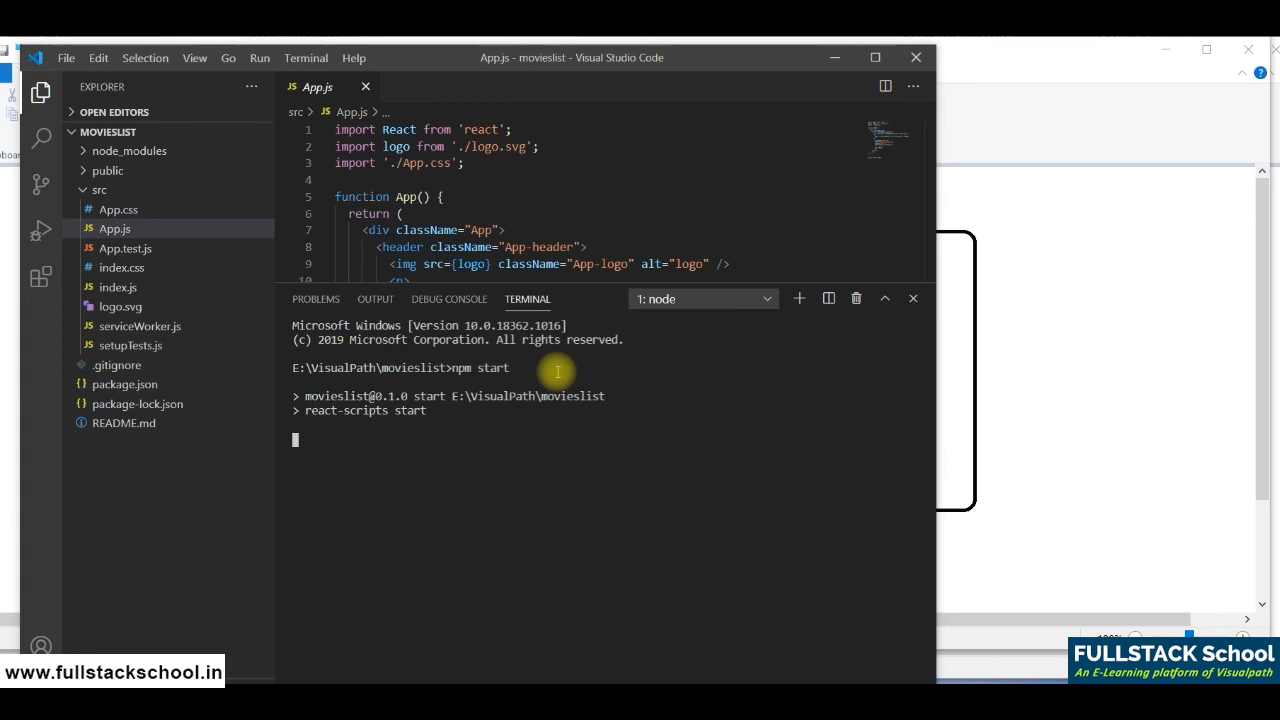 File Edit Selection View Go Run Terminal Help
App.js - movieslist - Visual Studio Code
EXPLORER
OPEN EDITORS
MOVIESLIST
node_modules
public
src
# App.css
JS App.js
JS App.test.js
# index.css
JS index.js
logo.svg
JS serviceWorker.js
JS setupTests.js
.gitignore
package.json
package-lock.json
README.md
JS App.js
src > JS App.js > ...
1 import React from 'react';
2 import logo from './logo.svg';
3 import './App.css';
4
5 function App() {
6 return (
7 <div className="App">
8 <header className="App-header">
9 <img src={logo} className="App-logo" alt="logo" />
10 <p>
PROBLEMS OUTPUT DEBUG CONSOLE TERMINAL
1: node
Microsoft Windows [Version 10.0.18362.1016]
(c) 2019 Microsoft Corporation. All rights reserved.
E:\VisualPath\movieslist>npm start
> movieslist@0.1.0 start E:\VisualPath\movieslist
> react-scripts start
www.fullstackschool.in
FULLSTACK School
An E-Learning platform of Visualpath